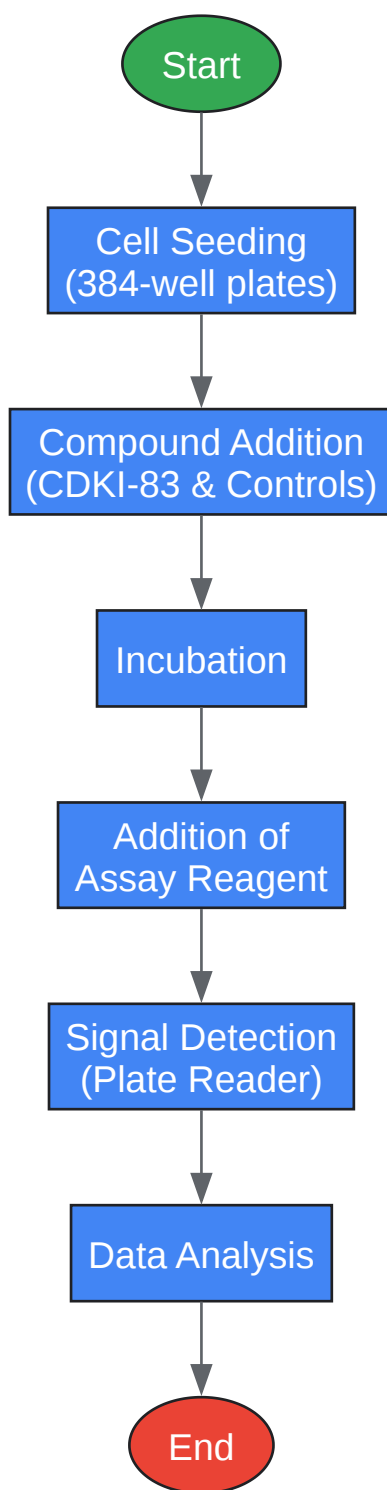 Start
Cell Seeding
(384-well plates)
Compound Addition
(CDKI-83 & Controls)
Incubation
Addition of
Assay Reagent
Signal Detection
(Plate Reader)
Data Analysis
End